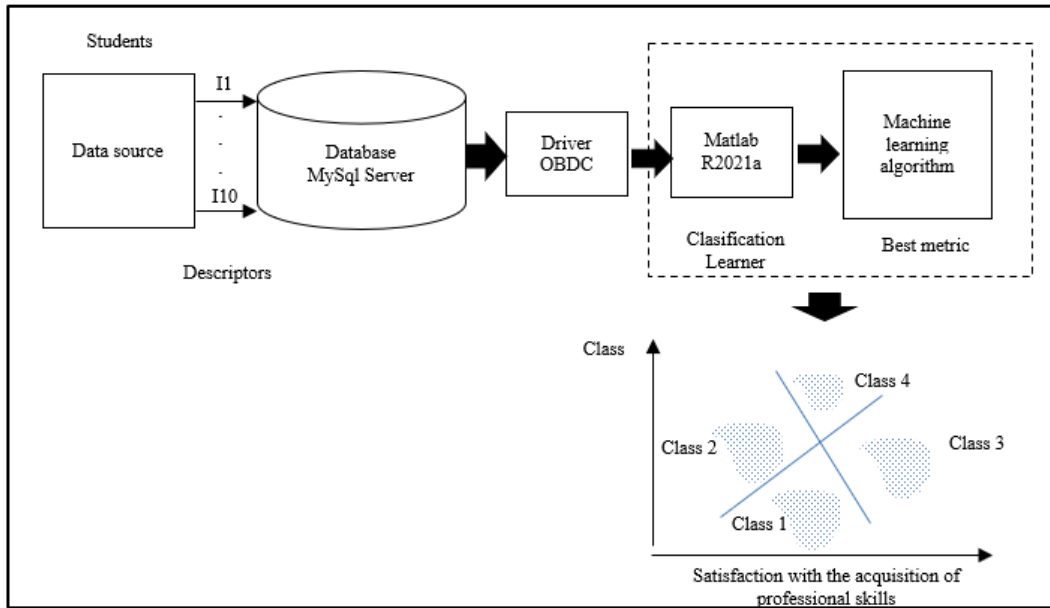 Students
Data source
I1
I10
Descriptors
Database
MySql Server
Driver
OBDC
Matlab
R2021a
Clasification
Learner
Machine
learning
algorithm
Best metric
Class
Class 4
Class 2
Class 3
Class 1
Satisfaction with the acquisition of
professional skills